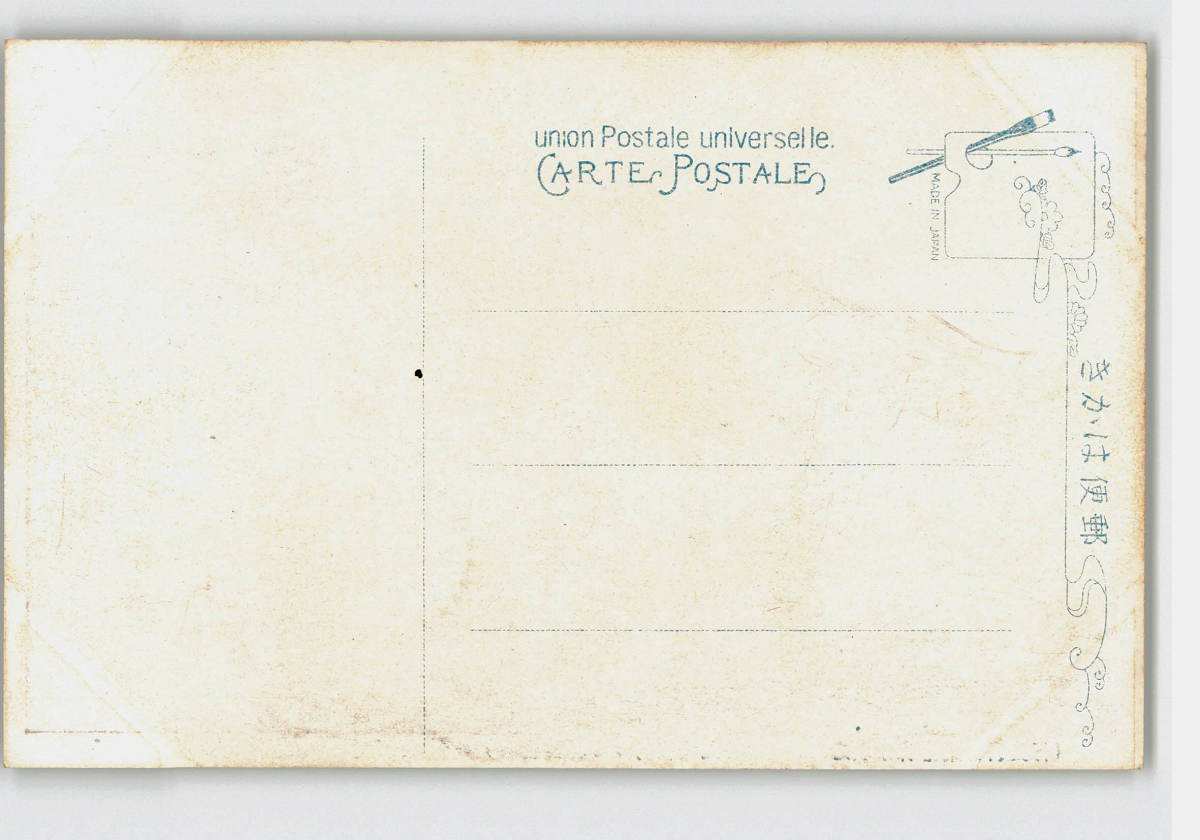 union Postale universelle.
CARTE POSTALE
MADE IN JAPAN
きかは便郵